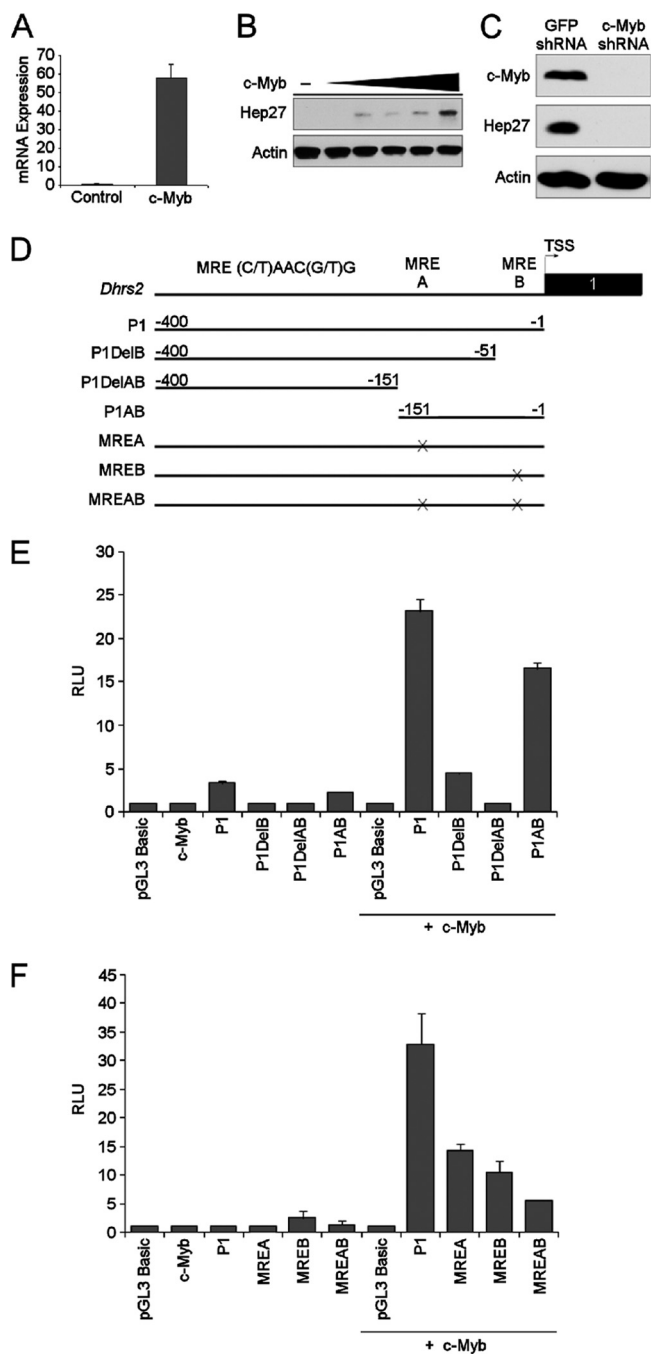 A
mRNA Expression
70
60
50
40
30
20
10
0
Control
c-Myb
B
c-Myb
–
Hep27
Actin
C
GFP shRNA
c-Myb shRNA
c-Myb
Hep27
Actin
D
MRE (C/T)AAC(G/T)G
MRE A
MRE B
TSS
Dhrs2
1
P1
-400
-1
P1DelB
-400
-51
P1DelAB
-400
-151
P1AB
-151
-1
MREA
X
MREB
X
MREAB
X
X
E
RLU
30
25
20
15
10
5
0
pGL3 Basic
c-Myb
P1
P1DelB
P1DelAB
P1AB
pGL3 Basic
P1
P1DelB
P1DelAB
P1AB
+ c-Myb
F
RLU
45
40
35
30
25
20
15
10
5
0
pGL3 Basic
c-Myb
P1
MREA
MREB
MREAB
pGL3 Basic
P1
MREA
MREB
MREAB
+ c-Myb